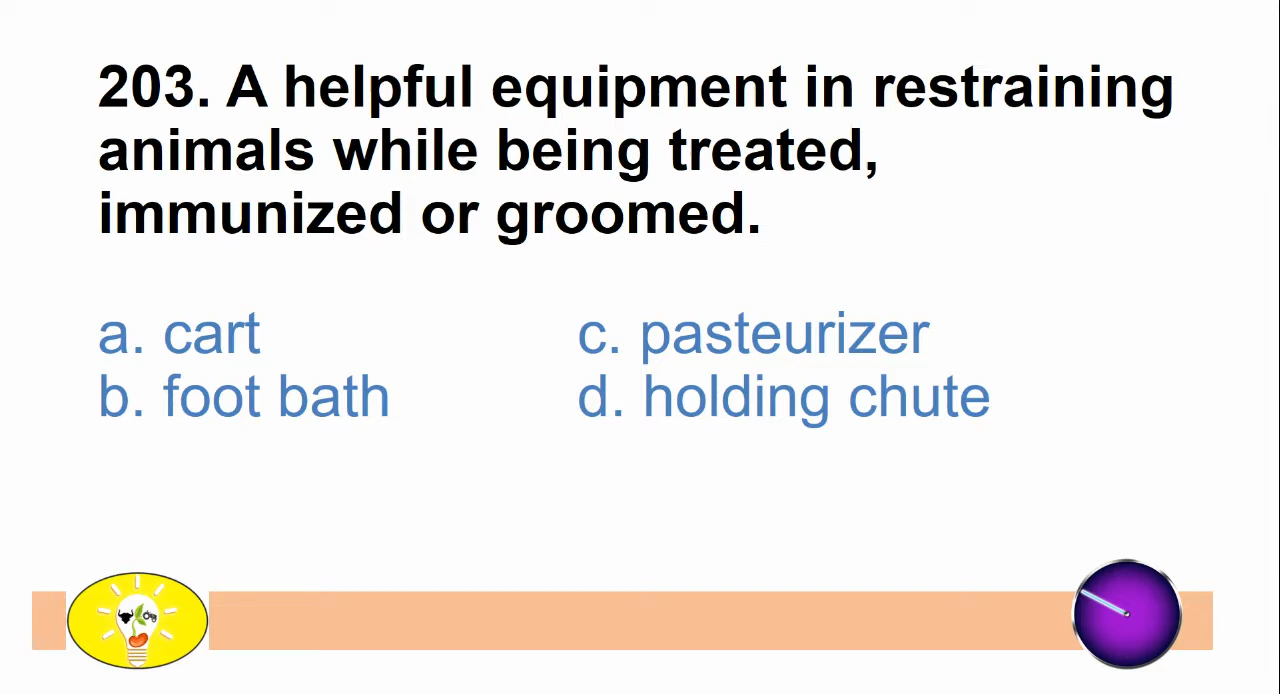 203. A helpful equipment in restraining
animals while being treated,
immunized or groomed.
a. cart
b. foot bath
c. pasteurizer
d. holding chute